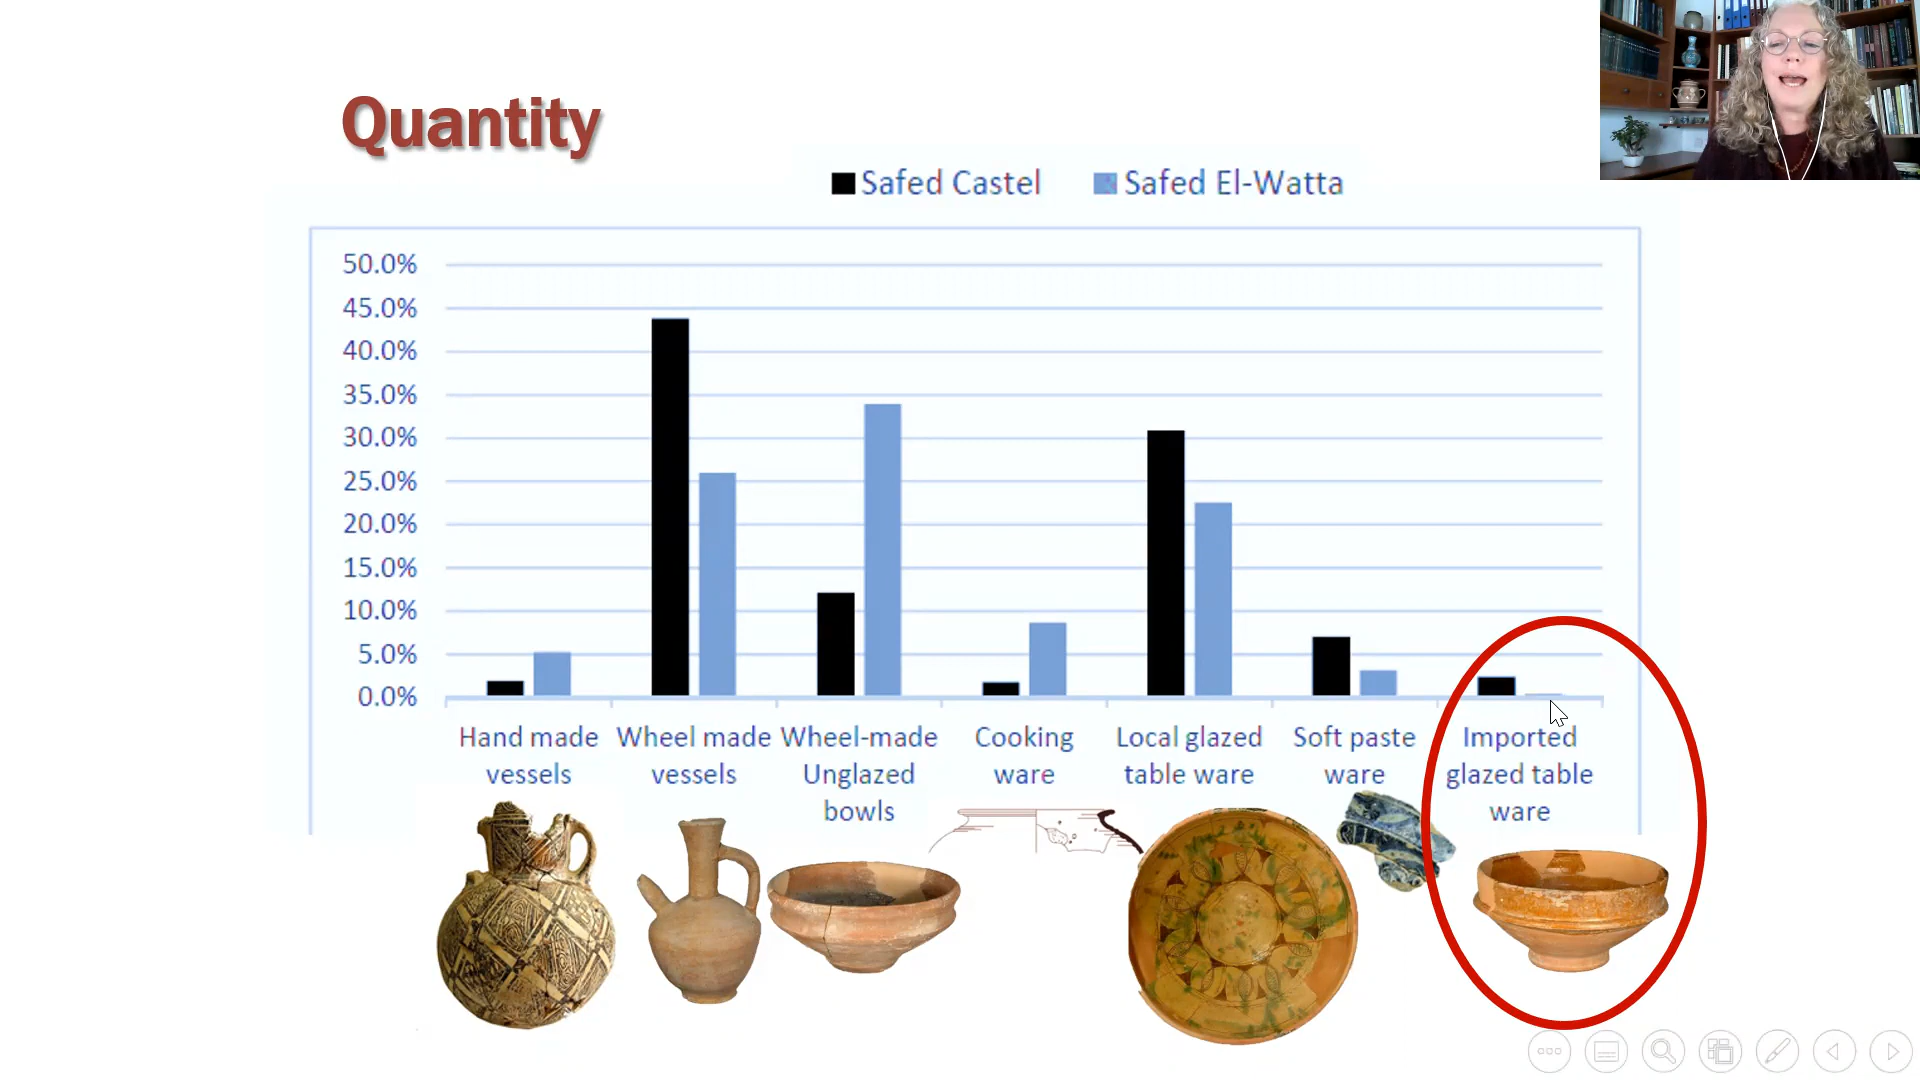 Quantity
Safed Castel
Safed El-Watta
50.0%
45.0%
40.0%
35.0%
30.0%
25.0%
20.0%
15.0%
10.0%
5.0%
0.0%
Hand made
vessels
Wheel made
vessels
Wheel-made
Unglazed
bowls
Cooking
ware
Local glazed
table ware
Soft paste
ware
Imported
glazed table
ware